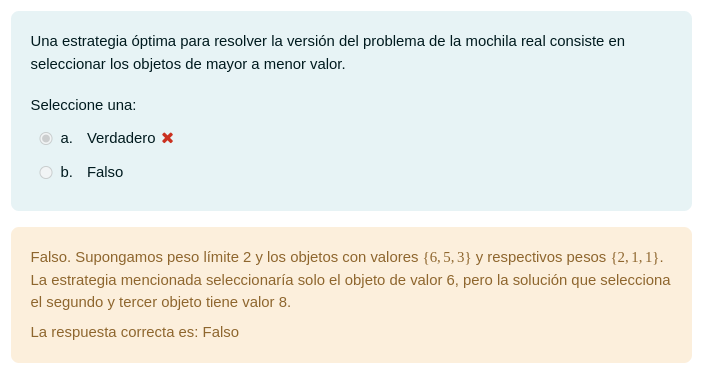 Una estrategia óptima para resolver la versión del problema de la mochila real consiste en
seleccionar los objetos de mayor a menor valor.
Seleccione una:
a. Verdadero ✖
b. Falso
Falso. Supongamos peso límite 2 y los objetos con valores {6, 5, 3} y respectivos pesos {2, 1, 1}.
La estrategia mencionada seleccionaría solo el objeto de valor 6, pero la solución que selecciona
el segundo y tercer objeto tiene valor 8.
La respuesta correcta es: Falso